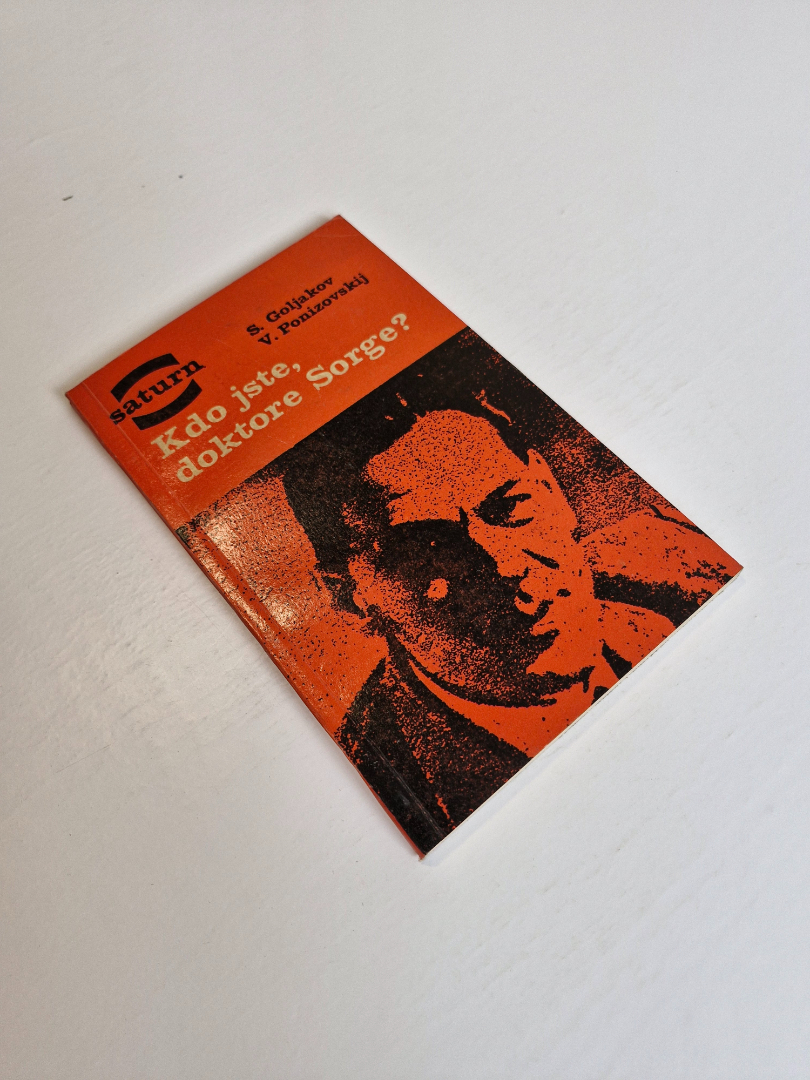 S. Goljakov
V. Ponizovskij
saturn
Kdo jste,
doktore Sorge?